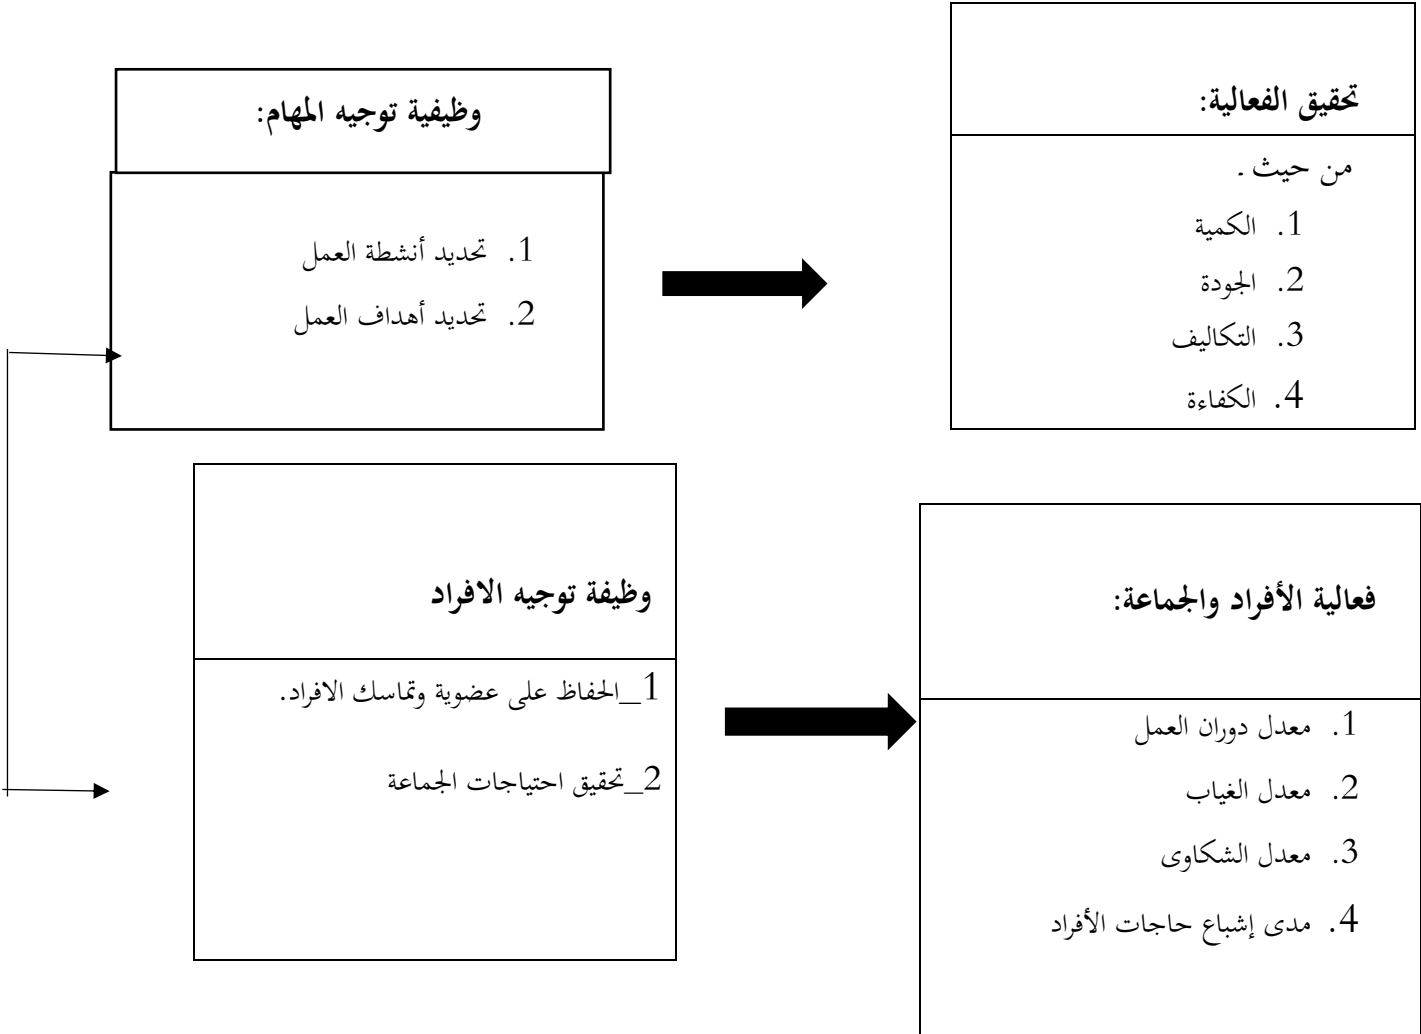 تحقيق الفعالية:
من حيث .
1. الكمية
2. الجودة
3. التكاليف
4. الكفاءة
وظيفية توجيه المهام:
1. تحديد أنشطة العمل
2. تحديد أهداف العمل
فعالية الأفراد والجماعة:
1. معدل دوران العمل
2. معدل الغياب
3. معدل الشكاوى
4. مدى إشباع حاجات الأفراد
وظيفة توجيه الافراد
1_الحفاظ على عضوية وتماسك الافراد.
2_تحقيق احتياجات الجماعة